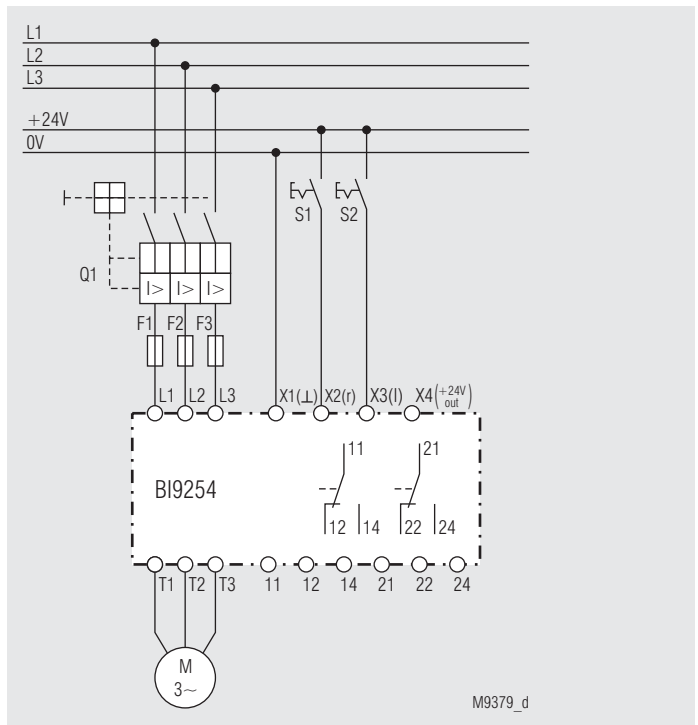 L1
L2
L3
+24V
0V
S1 S2
Q1
I> I> I>
F1 F2 F3
L1 L2 L3 X1(⊥) X2(r) X3(l) X4(+24V out)
11 21
BI9254
12 14 22 24
T1 T2 T3 11 12 14 21 22 24
M
3~
M9379_d